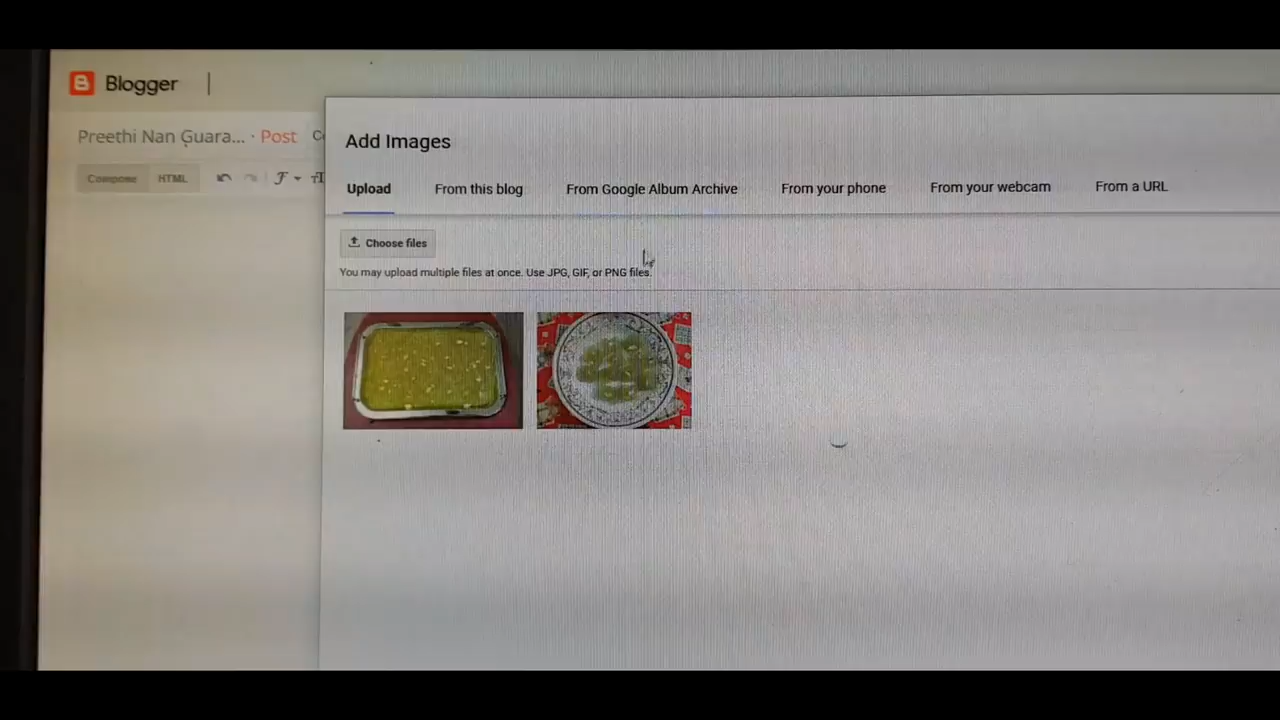 Blogger
Preethi Nan Guara... · Post
Compose HTML
Add Images
Upload From this blog From Google Album Archive From your phone From your webcam From a URL
Choose files
You may upload multiple files at once. Use JPG, GIF, or PNG files.